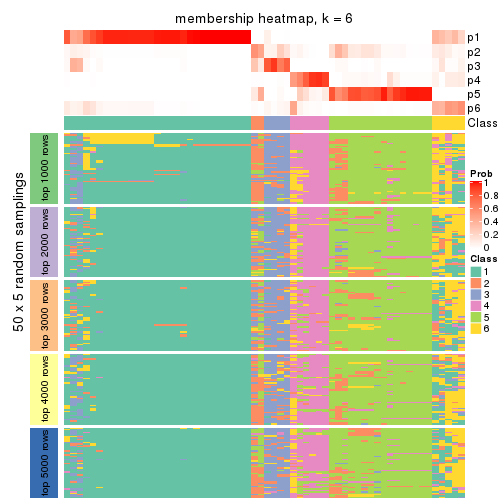 membership heatmap, k = 6
p1
p2
p3
p4
p5
p6
Class
50 x 5 random samplings
top 1000 rows
top 2000 rows
top 3000 rows
top 4000 rows
top 5000 rows
Prob
1
0.8
0.6
0.4
0.2
0
Class
1
2
3
4
5
6